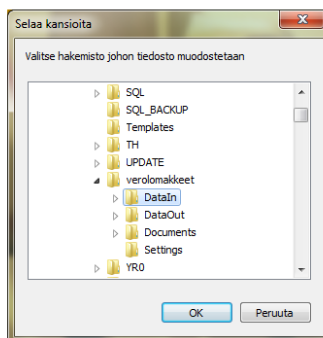 Selaa kansioita
Valitse hakemisto johon tiedosto muodostetaan
SQL
SQL_BACKUP
Templates
TH
UPDATE
verolomakkeet
DataIn
DataOut
Documents
Settings
YR0
OK
Peruuta